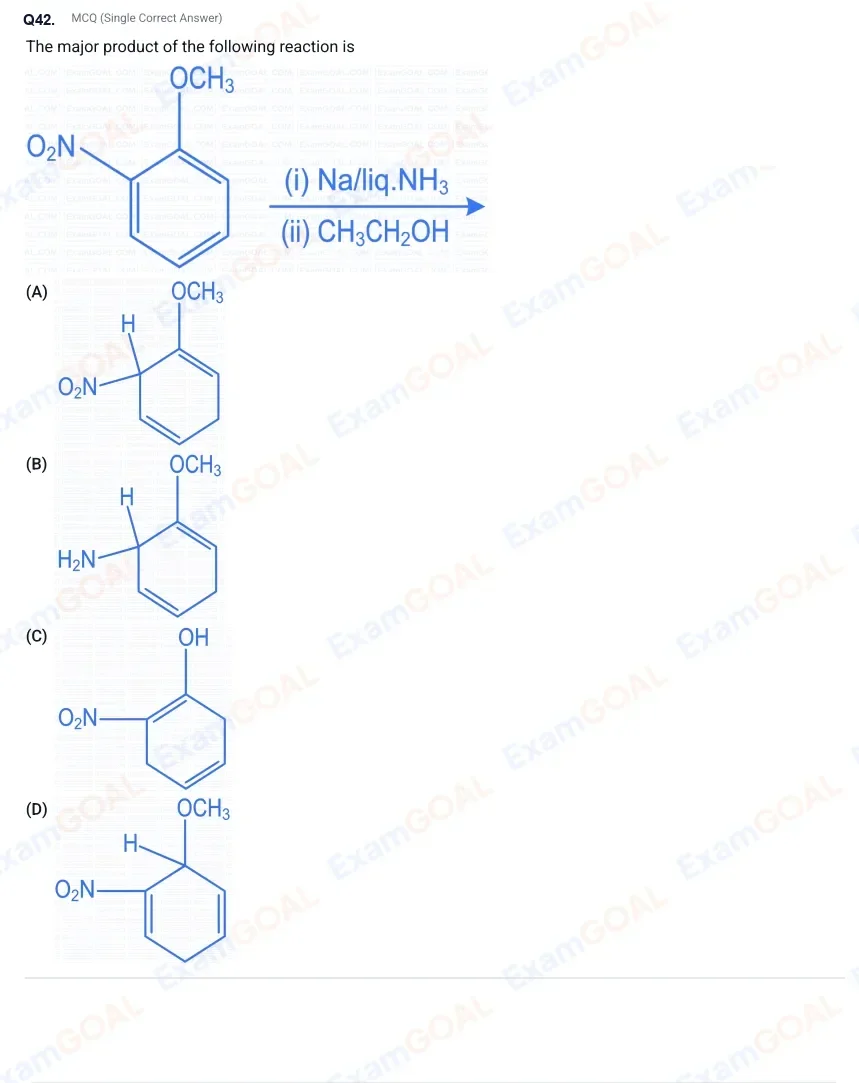 Q42. MCQ (Single Correct Answer)
The major product of the following reaction is
OCH₃
O₂N
(i) Na/liq.NH₃
(ii) CH₃CH₂OH
(A)
OCH₃
H
O₂N
(B)
OCH₃
H
H₂N
(C)
OH
O₂N
(D)
OCH₃
H
O₂N
ExamGOAL